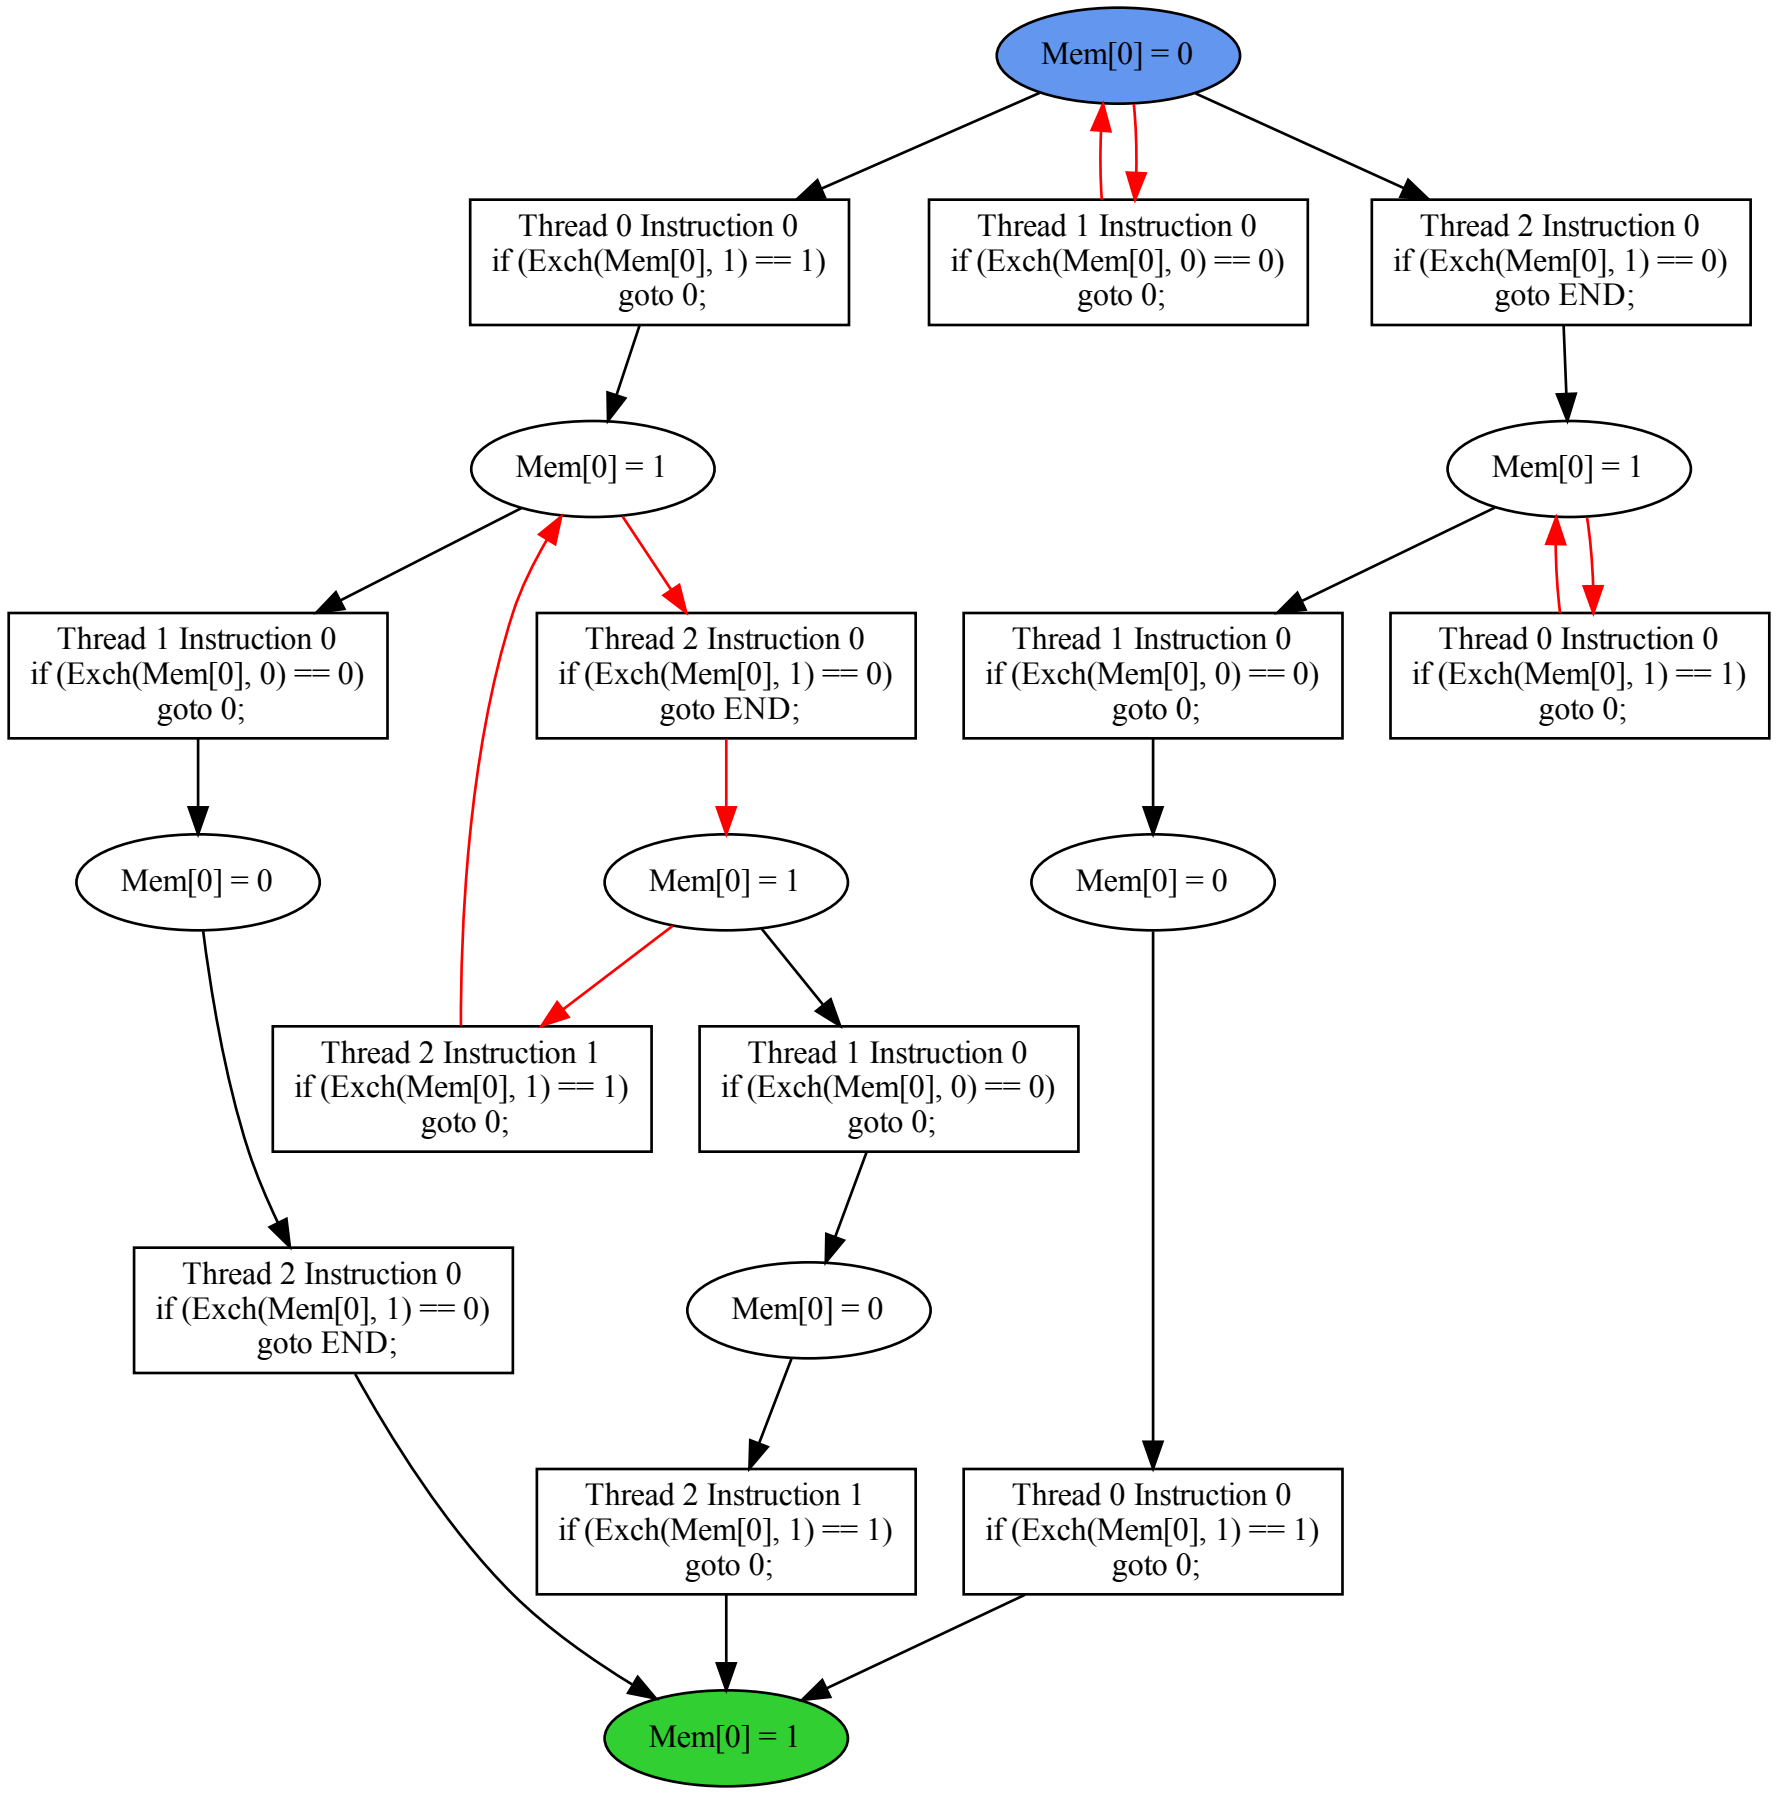 Mem[0] = 0
Thread 0 Instruction 0
if (Exch(Mem[0], 1) == 1)
goto 0;
Thread 1 Instruction 0
if (Exch(Mem[0], 0) == 0)
goto 0;
Thread 2 Instruction 0
if (Exch(Mem[0], 1) == 0)
goto END;
Mem[0] = 1
Mem[0] = 1
Thread 1 Instruction 0
if (Exch(Mem[0], 0) == 0)
goto 0;
Thread 2 Instruction 0
if (Exch(Mem[0], 1) == 0)
goto END;
Thread 1 Instruction 0
if (Exch(Mem[0], 0) == 0)
goto 0;
Thread 0 Instruction 0
if (Exch(Mem[0], 1) == 1)
goto 0;
Mem[0] = 0
Mem[0] = 1
Mem[0] = 0
Thread 2 Instruction 1
if (Exch(Mem[0], 1) == 1)
goto 0;
Thread 1 Instruction 0
if (Exch(Mem[0], 0) == 0)
goto 0;
Thread 2 Instruction 0
if (Exch(Mem[0], 1) == 0)
goto END;
Mem[0] = 0
Thread 2 Instruction 1
if (Exch(Mem[0], 1) == 1)
goto 0;
Thread 0 Instruction 0
if (Exch(Mem[0], 1) == 1)
goto 0;
Mem[0] = 1